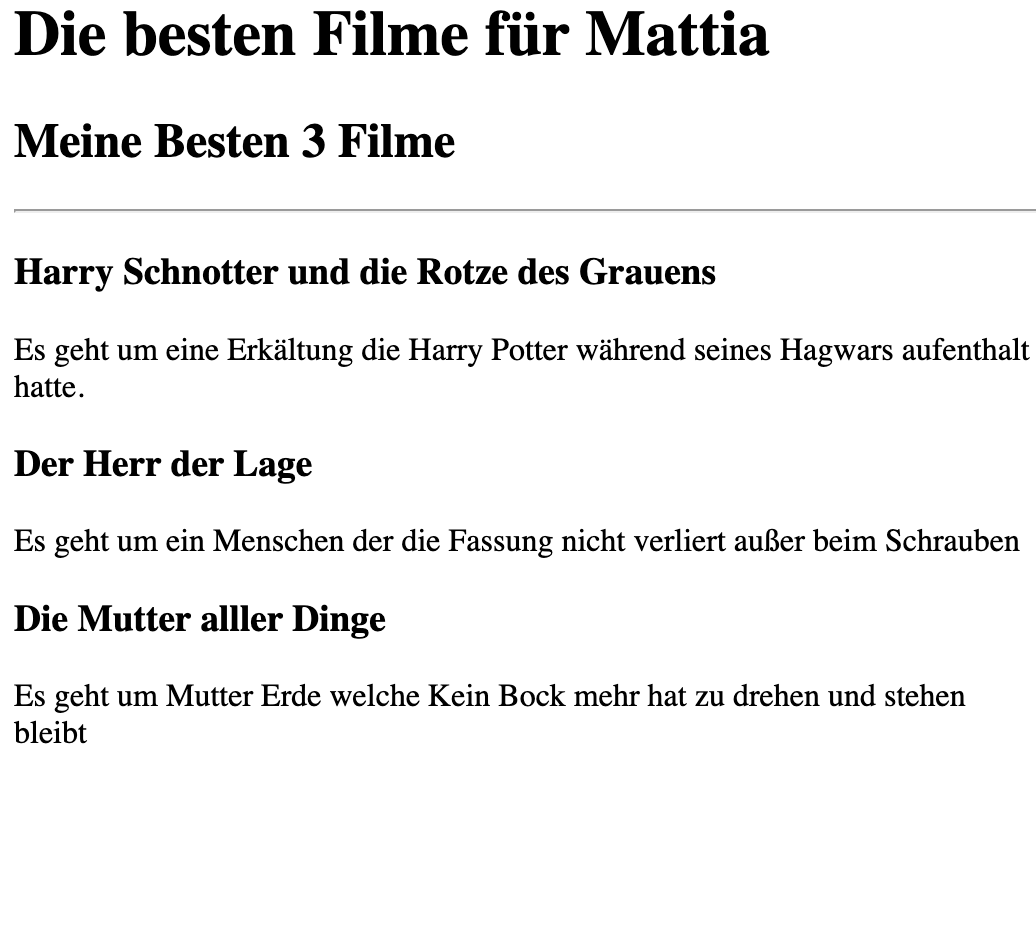 Die besten Filme für Mattia
Meine Besten 3 Filme
Harry Schnotter und die Rotze des Grauens
Es geht um eine Erkältung die Harry Potter während seines Hagwars aufenthalt
hatte.
Der Herr der Lage
Es geht um ein Menschen der die Fassung nicht verliert außer beim Schrauben
Die Mutter alller Dinge
Es geht um Mutter Erde welche Kein Bock mehr hat zu drehen und stehen
bleibt